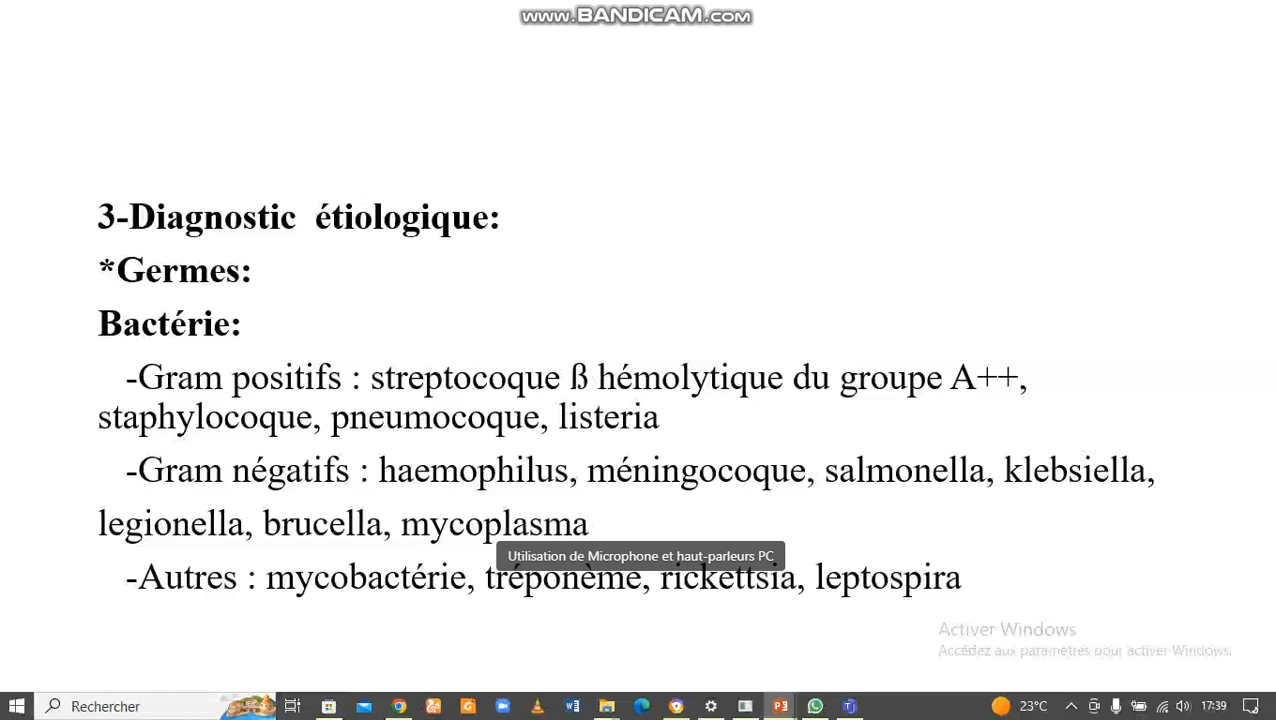 WWW.BANDICAM.COM
3-Diagnostic étiologique:
*Germes:
Bactérie:
-Gram positifs : streptocoque ß hémolytique du groupe A++,
staphylocoque, pneumocoque, listeria
-Gram négatifs : haemophilus, méningocoque, salmonella, klebsiella,
legionella, brucella, mycoplasma
Utilisation de Microphone et haut-parleurs PC
-Autres : mycobactérie, tréponème, rickettsia, leptospira
Activer Windows
Accédez aux paramètres pour activer Windows.
Rechercher
23°C
17:39